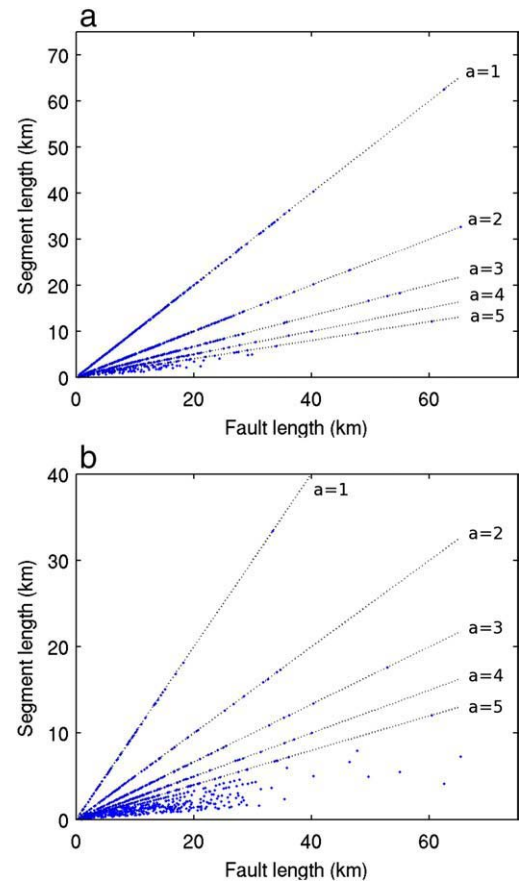 a
70
60
50
40
30
20
10
0
Segment length (km)
a=1
a=2
a=3
a=4
a=5
0 20 40 60
Fault length (km)
b
40
30
20
10
0
Segment length (km)
a=1
a=2
a=3
a=4
a=5
0 20 40 60
Fault length (km)